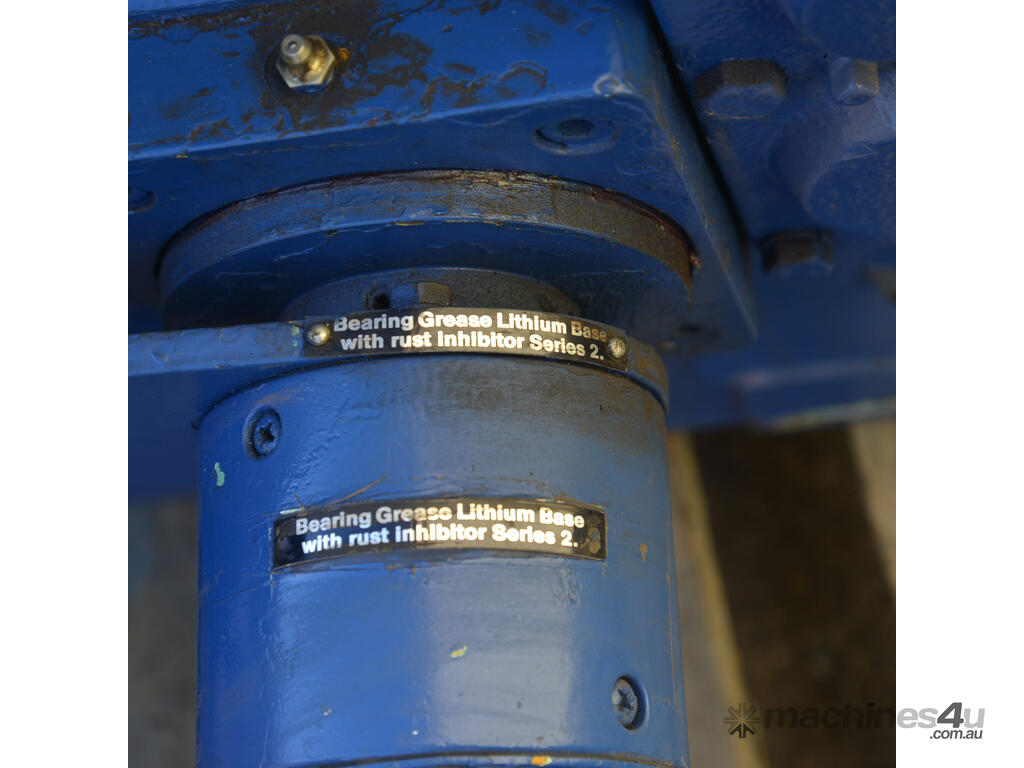 Bearing Grease Lithium Base
with rust inhibitor Series 2.
Bearing Grease Lithium Base
with rust inhibitor Series 2.
machines4u
.com.au